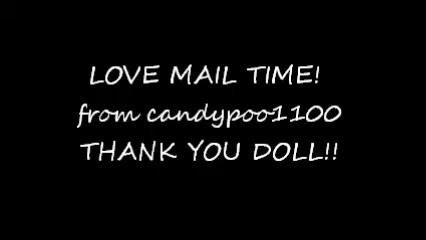 LOVE MAIL TIME!
from candypoo1100
THANK YOU DOLL!!